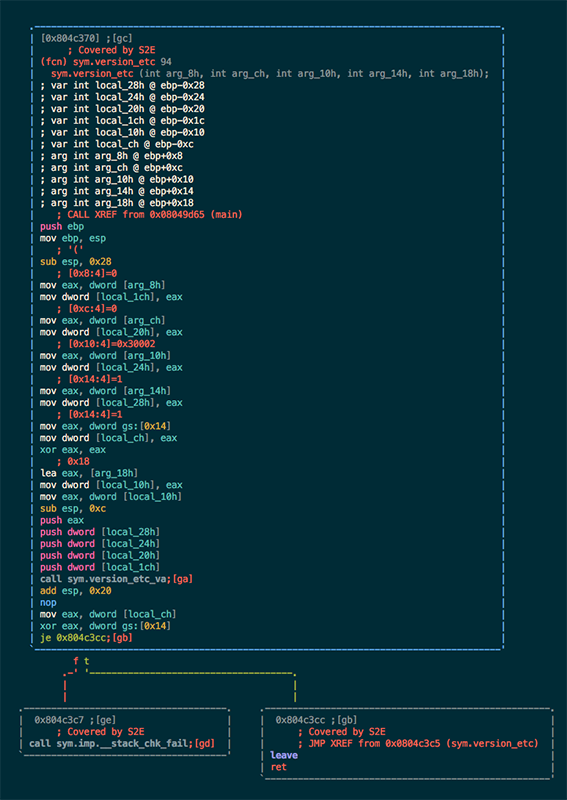 [0x804c370] ;[gc]
; Covered by S2E
(fcn) sym.version_etc 94
sym.version_etc (int arg_8h, int arg_ch, int arg_10h, int arg_14h, int arg_18h);
; var int local_28h @ ebp-0x28
; var int local_24h @ ebp-0x24
; var int local_20h @ ebp-0x20
; var int local_1ch @ ebp-0x1c
; var int local_10h @ ebp-0x10
; var int local_ch @ ebp-0xc
; arg int arg_8h @ ebp+0x8
; arg int arg_ch @ ebp+0xc
; arg int arg_10h @ ebp+0x10
; arg int arg_14h @ ebp+0x14
; arg int arg_18h @ ebp+0x18
; CALL XREF from 0x08049d65 (main)
push ebp
mov ebp, esp
; '('
sub esp, 0x28
; [0x8:4]=0
mov eax, dword [arg_8h]
mov dword [local_1ch], eax
; [0xc:4]=0
mov eax, dword [arg_ch]
mov dword [local_20h], eax
; [0x10:4]=0x30002
mov eax, dword [arg_10h]
mov dword [local_24h], eax
; [0x14:4]=1
mov eax, dword [arg_14h]
mov dword [local_28h], eax
; [0x14:4]=1
mov eax, dword gs:[0x14]
mov dword [local_ch], eax
xor eax, eax
; 0x18
lea eax, [arg_18h]
mov dword [local_10h], eax
mov eax, dword [local_10h]
sub esp, 0xc
push eax
push dword [local_28h]
push dword [local_24h]
push dword [local_20h]
push dword [local_1ch]
call sym.version_etc_va;[ga]
add esp, 0x20
nop
mov eax, dword [local_ch]
xor eax, dword gs:[0x14]
je 0x804c3cc;[gb]
f t
0x804c3c7 ;[ge]
; Covered by S2E
call sym.imp.__stack_chk_fail;[gd]
0x804c3cc ;[gb]
; Covered by S2E
; JMP XREF from 0x0804c3c5 (sym.version_etc)
leave
ret